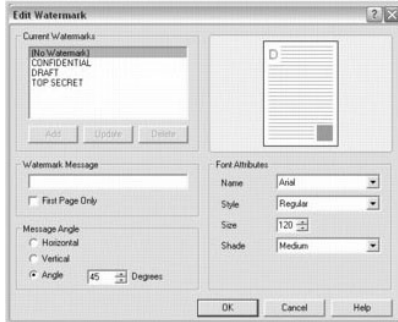 Edit Watermark
Current Watermarks
(No Watermark)
CONFIDENTIAL
DRAFT
TOP SECRET
Add Update Delete
D
Watermark Message
First Page Only
Message Angle
Horizontal
Vertical
Angle 45 Degrees
Font Attributes
Name Arial
Style Regular
Size 120
Shade Medium
OK Cancel Help